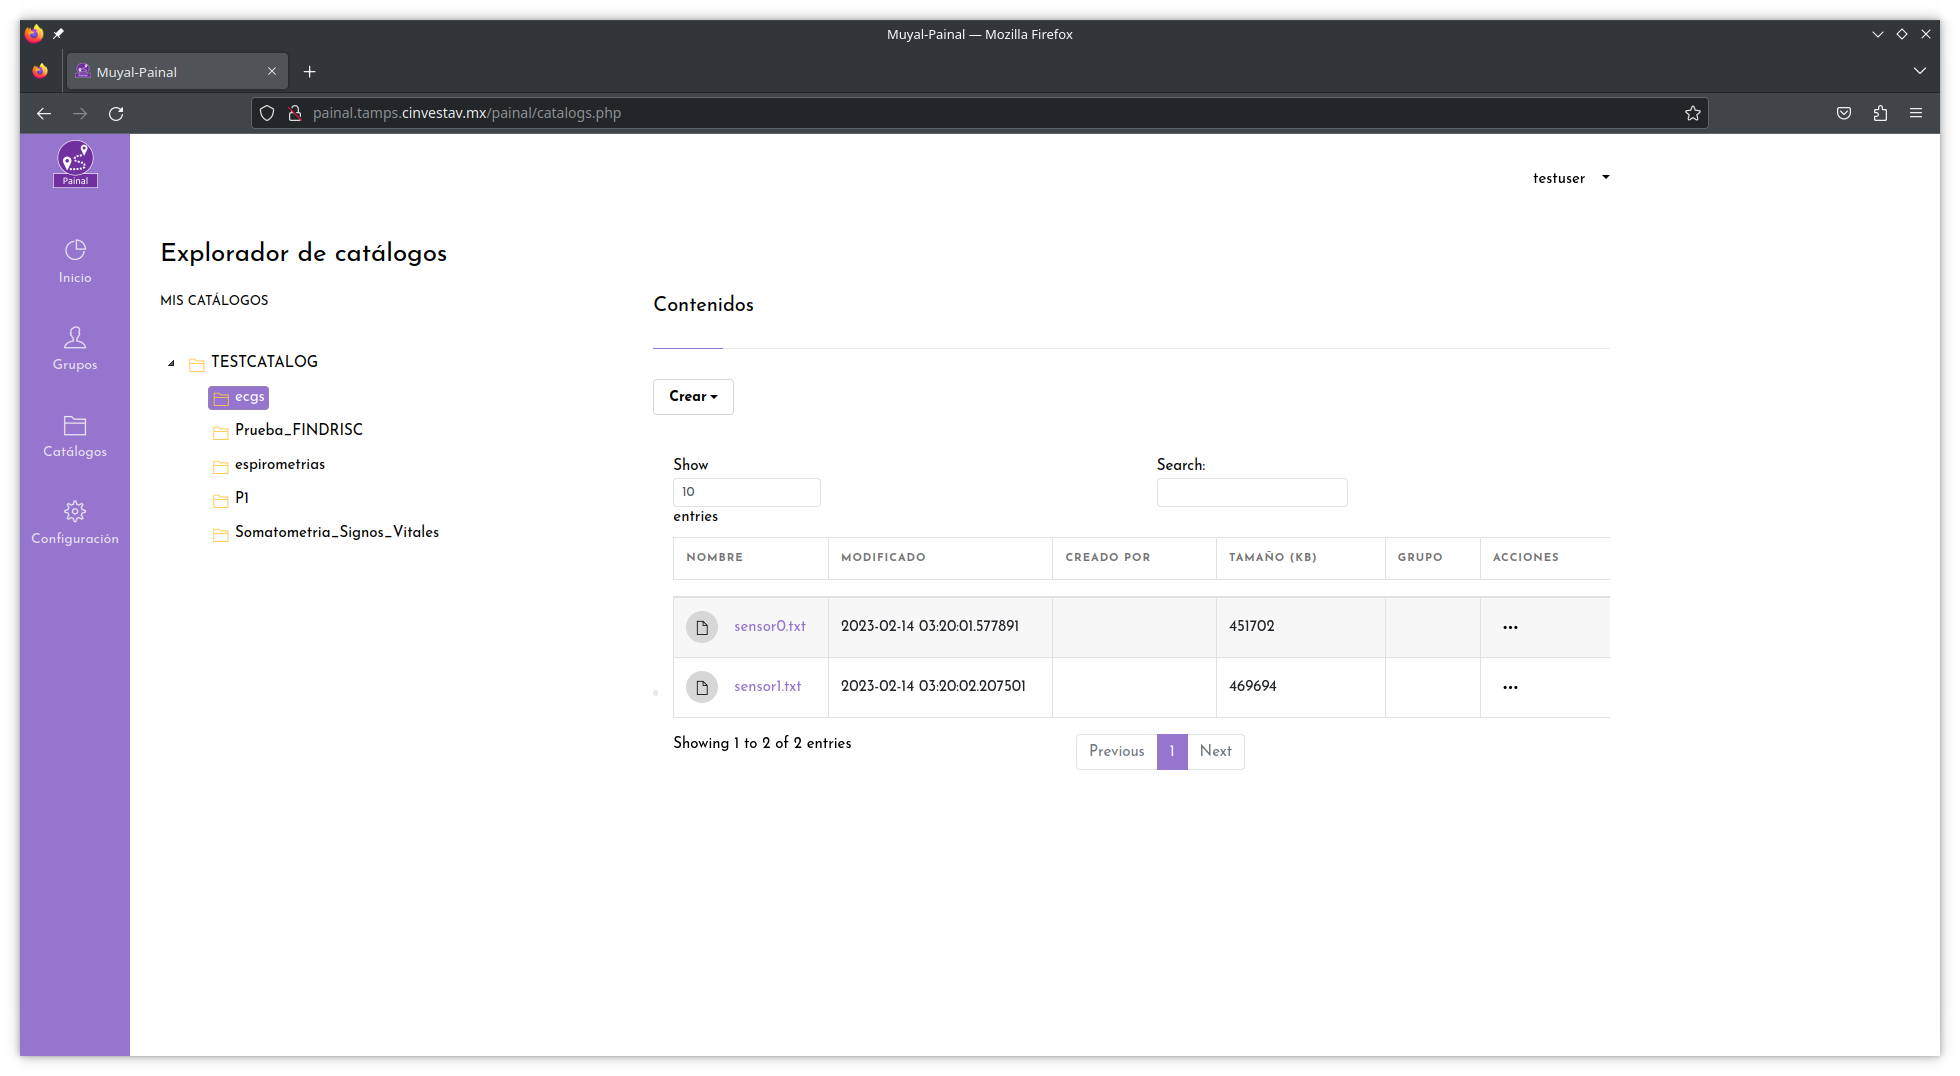 Muyal-Painal — Mozilla Firefox
Muyal-Painal
painal.tamps.cinvestav.mx/painal/catalogs.php
Painal
testuser
Inicio
Grupos
Catálogos
Configuración
Explorador de catálogos
MIS CATÁLOGOS
TESTCATALOG
ecgs
Prueba_FINDRISC
espirometrias
P1
Somatometria_Signos_Vitales
Contenidos
Crear
Show
10
entries
Search:
NOMBRE MODIFICADO CREADO POR TAMAÑO (KB) GRUPO ACCIONES
sensor0.txt 2023-02-14 03:20:01.577891 451702 •••
sensor1.txt 2023-02-14 03:20:02.207501 469694 •••
Showing 1 to 2 of 2 entries
Previous 1 Next